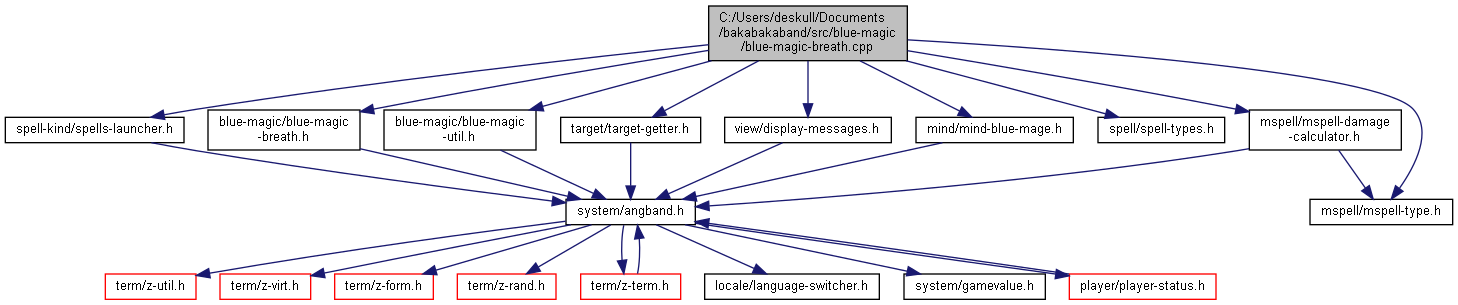 C:/Users/deskull/Documents
/bakabakaband/src/blue-magic
/blue-magic-breath.cpp
spell-kind/spells-launcher.h
blue-magic/blue-magic
-breath.h
blue-magic/blue-magic
-util.h
target/target-getter.h
view/display-messages.h
mind/mind-blue-mage.h
spell/spell-types.h
mspell/mspell-damage
-calculator.h
system/angband.h
mspell/mspell-type.h
term/z-util.h
term/z-virt.h
term/z-form.h
term/z-rand.h
term/z-term.h
locale/language-switcher.h
system/gamevalue.h
player/player-status.h